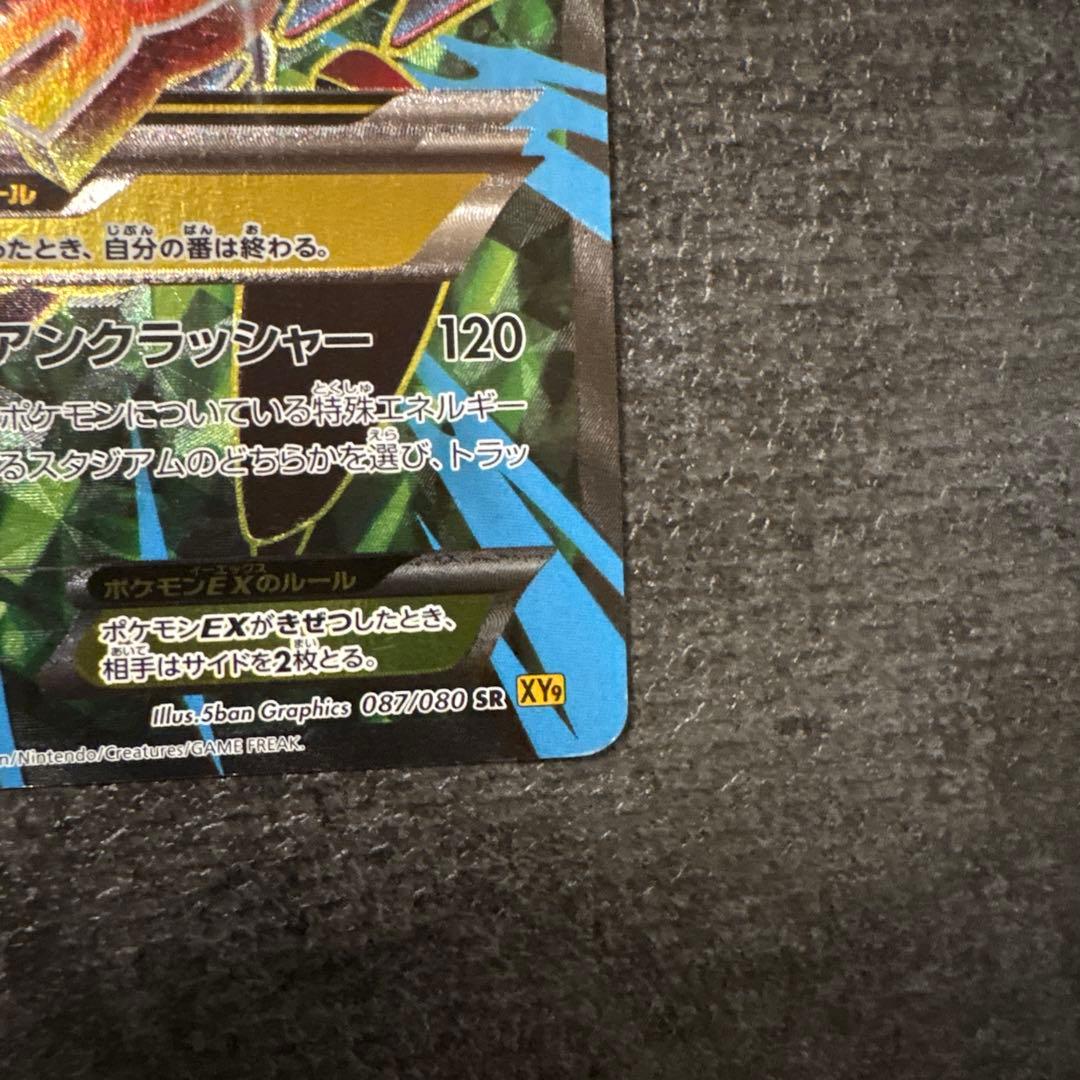 ール
ったとき、自分の番は終わる。
アンクラッシャー 120
ポケモンについている特殊エネルギー
るスタジアムのどちらかを選び、トラッ
ポケモンEXのルール
ポケモンEXがきぜつしたとき、
相手はサイドを2枚とる。
Illus.5ban Graphics 087/080 SR XY9
n/Nintendo/Creatures/GAME FREAK.